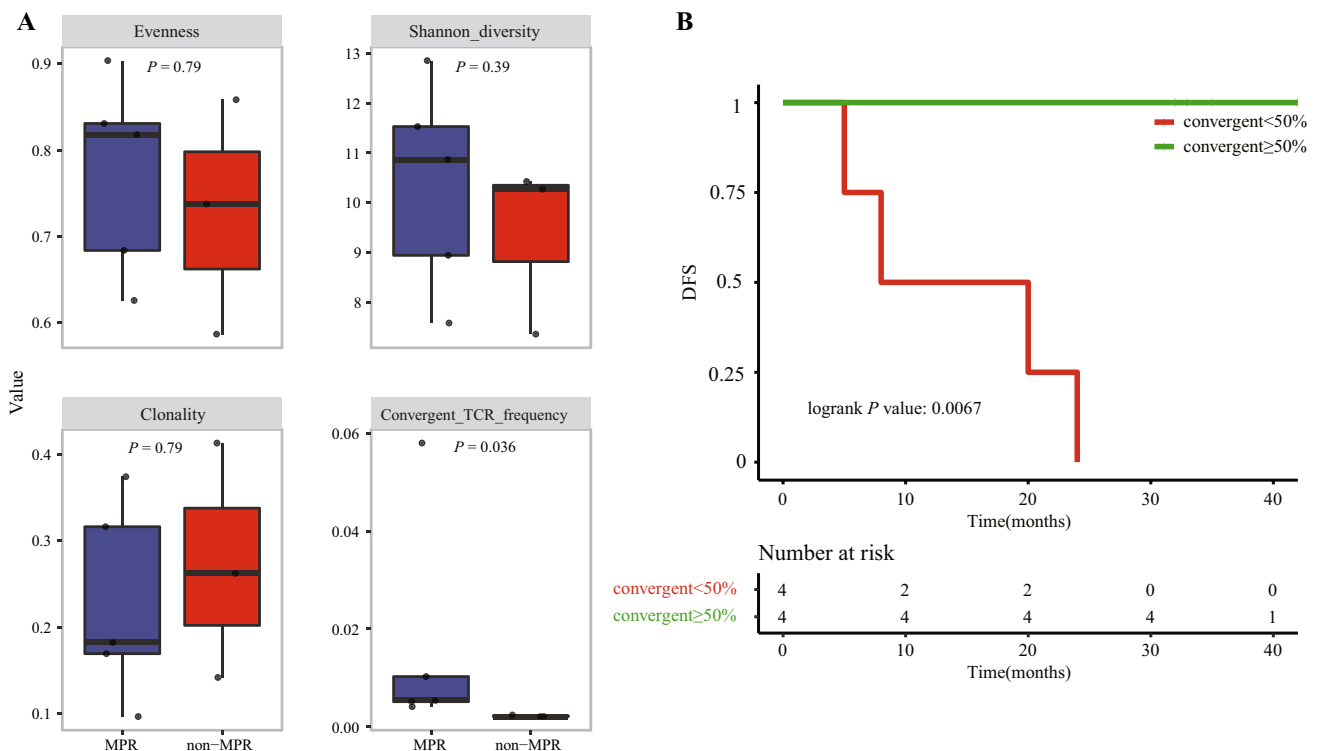 A
Evenness
P = 0.79
0.9
0.8
0.7
0.6
Shannon_diversity
P = 0.39
13
12
11
10
9
8
Value
Clonality
P = 0.79
0.4
0.3
0.2
0.1
MPR non−MPR
Convergent_TCR_frequency
P = 0.036
0.06
0.04
0.02
0.00
MPR non−MPR
B
DFS
1
0.75
0.5
0.25
0
convergent<50%
convergent≥50%
logrank P value: 0.0067
0 10 20 30 40
Time(months)
Number at risk
convergent<50% 4 2 2 0 0
convergent≥50% 4 4 4 4 1
0 10 20 30 40
Time(months)